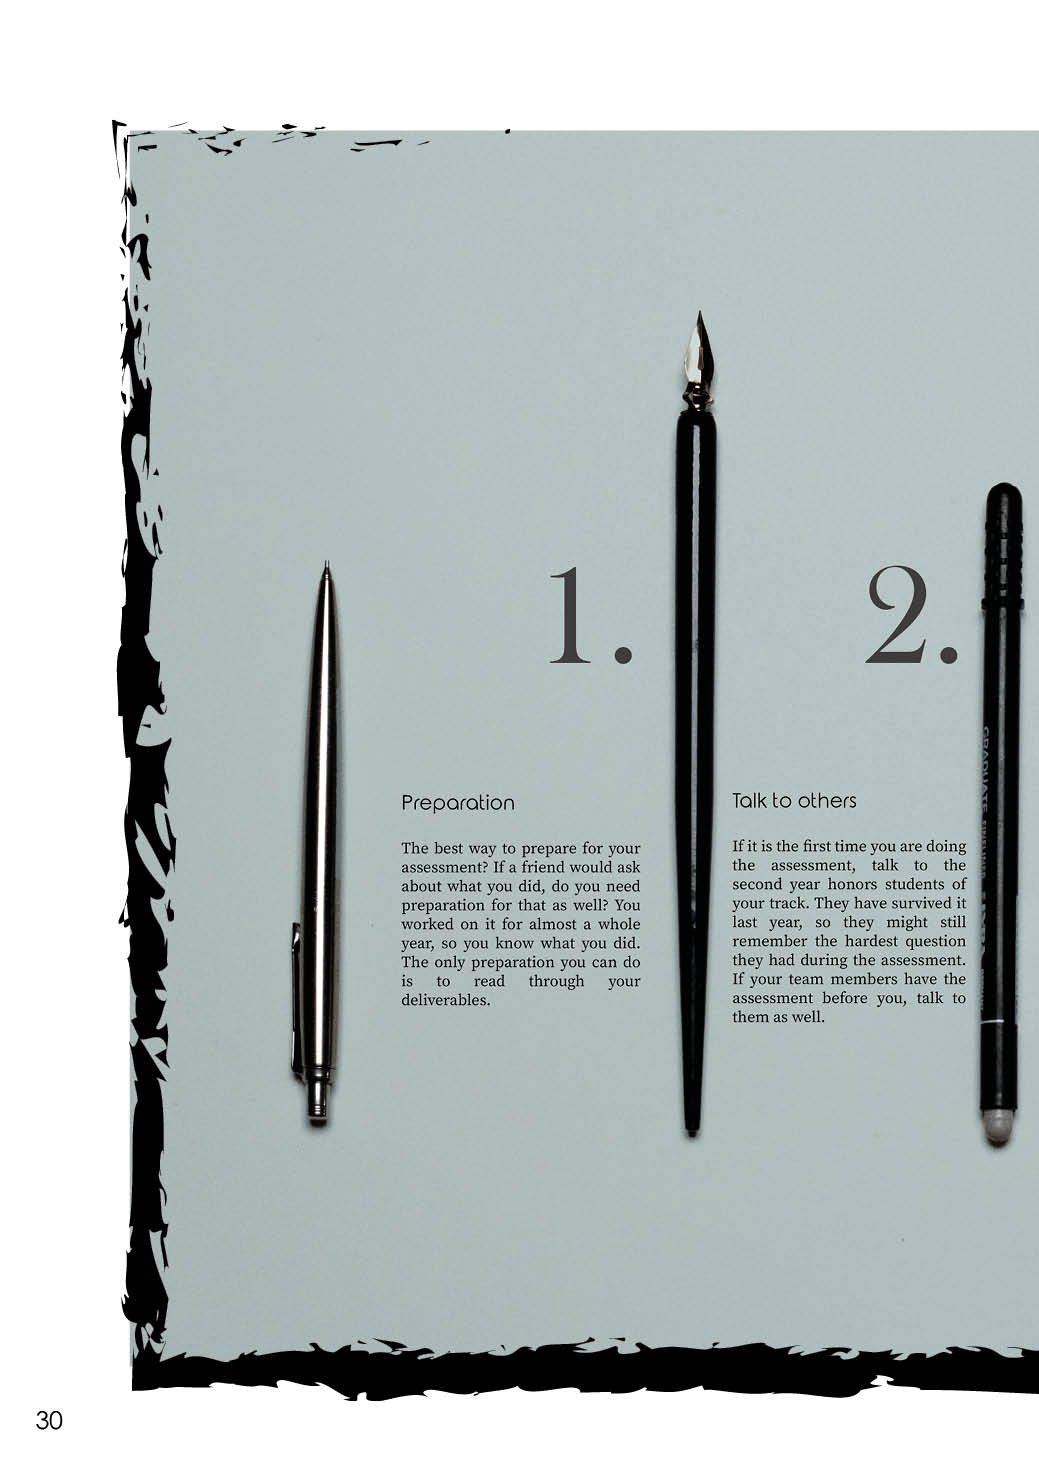 1.
Preparation
The best way to prepare for your
assessment? If a friend would ask
about what you did, do you need
preparation for that as well? You
worked on it for almost a whole
year, so you know what you did.
The only preparation you can do
is to read through your
deliverables.
2.
Talk to others
If it is the first time you are doing
the assessment, talk to the
second year honors students of
your track. They have survived it
last year, so they might still
remember the hardest question
they had during the assessment.
If your team members have the
assessment before you, talk to
them as well.
GRADUATE
30